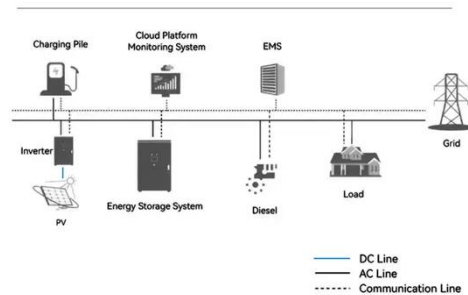 Charging Pile
Cloud Platform
Monitoring System
EMS
Inverter
Grid
PV
Energy Storage System
Diesel
Load
DC Line
AC Line
Communication Line